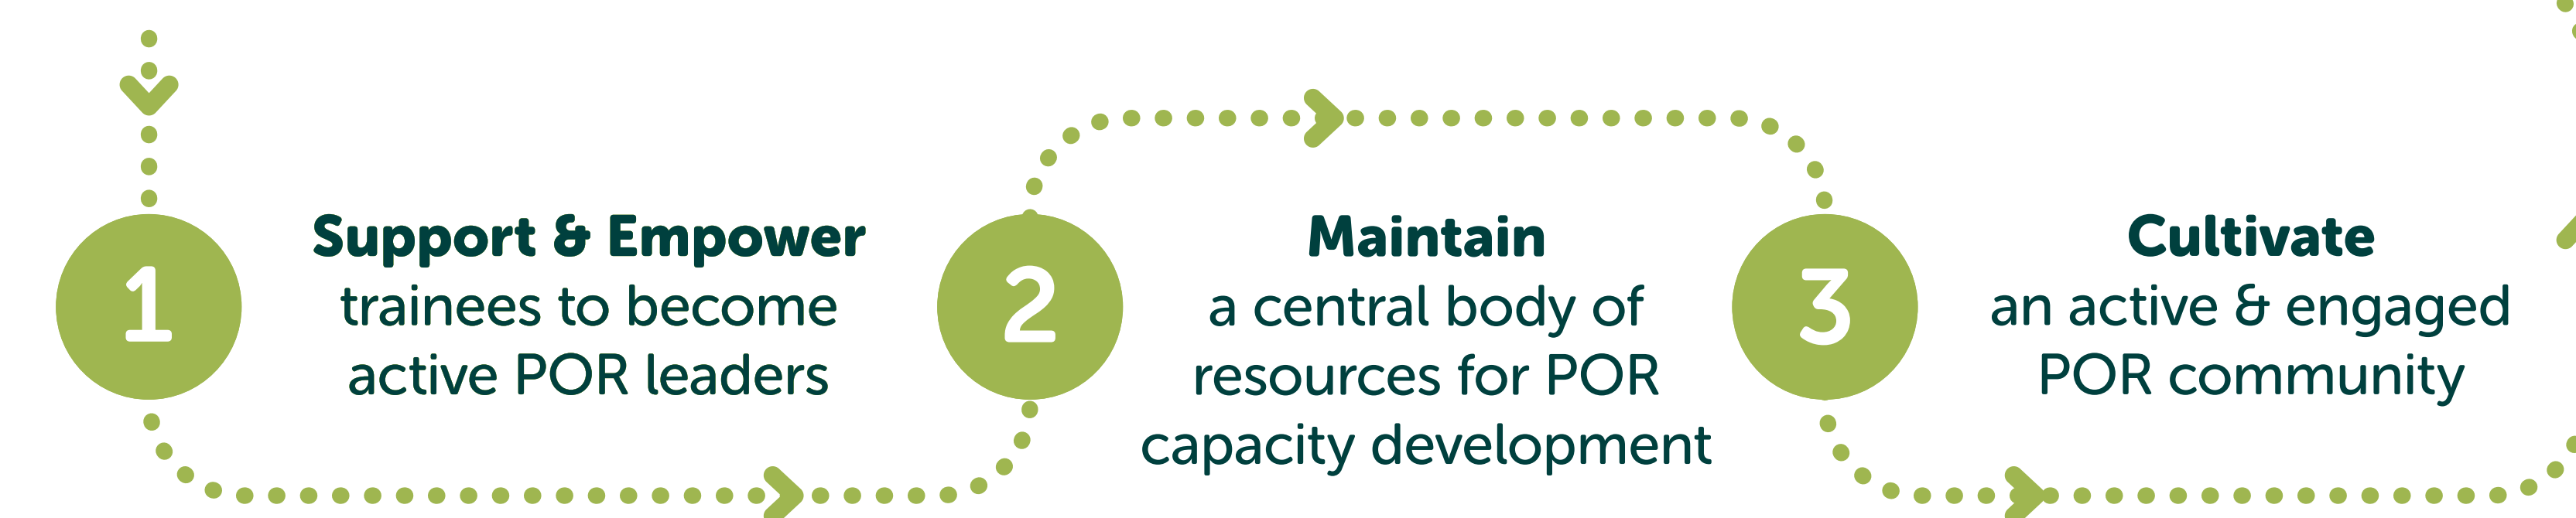 1
Support & Empower
trainees to become
active POR leaders
2
Maintain
a central body of
resources for POR
capacity development
3
Cultivate
an active & engaged
POR community